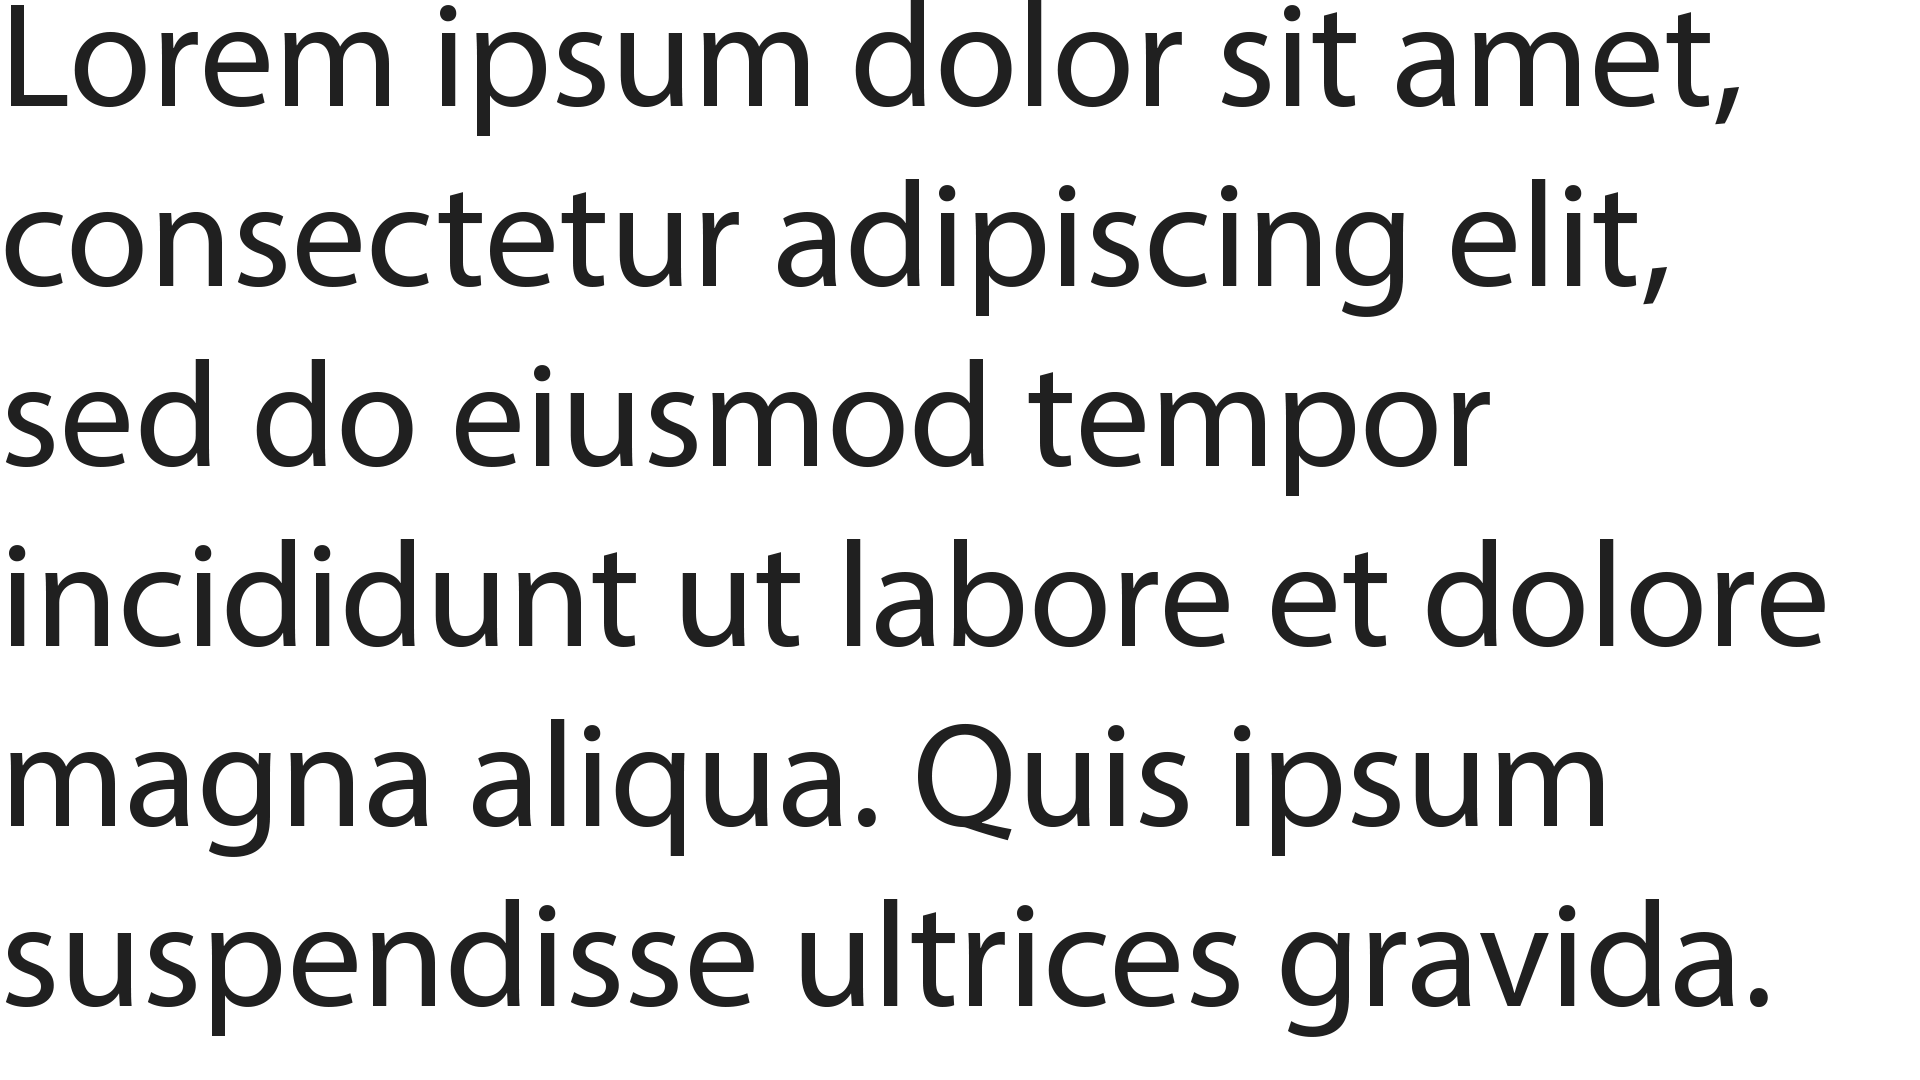 Lorem ipsum dolor sit amet,
consectetur adipiscing elit,
sed do eiusmod tempor
incididunt ut labore et dolore
magna aliqua. Quis ipsum
suspendisse ultrices gravida.